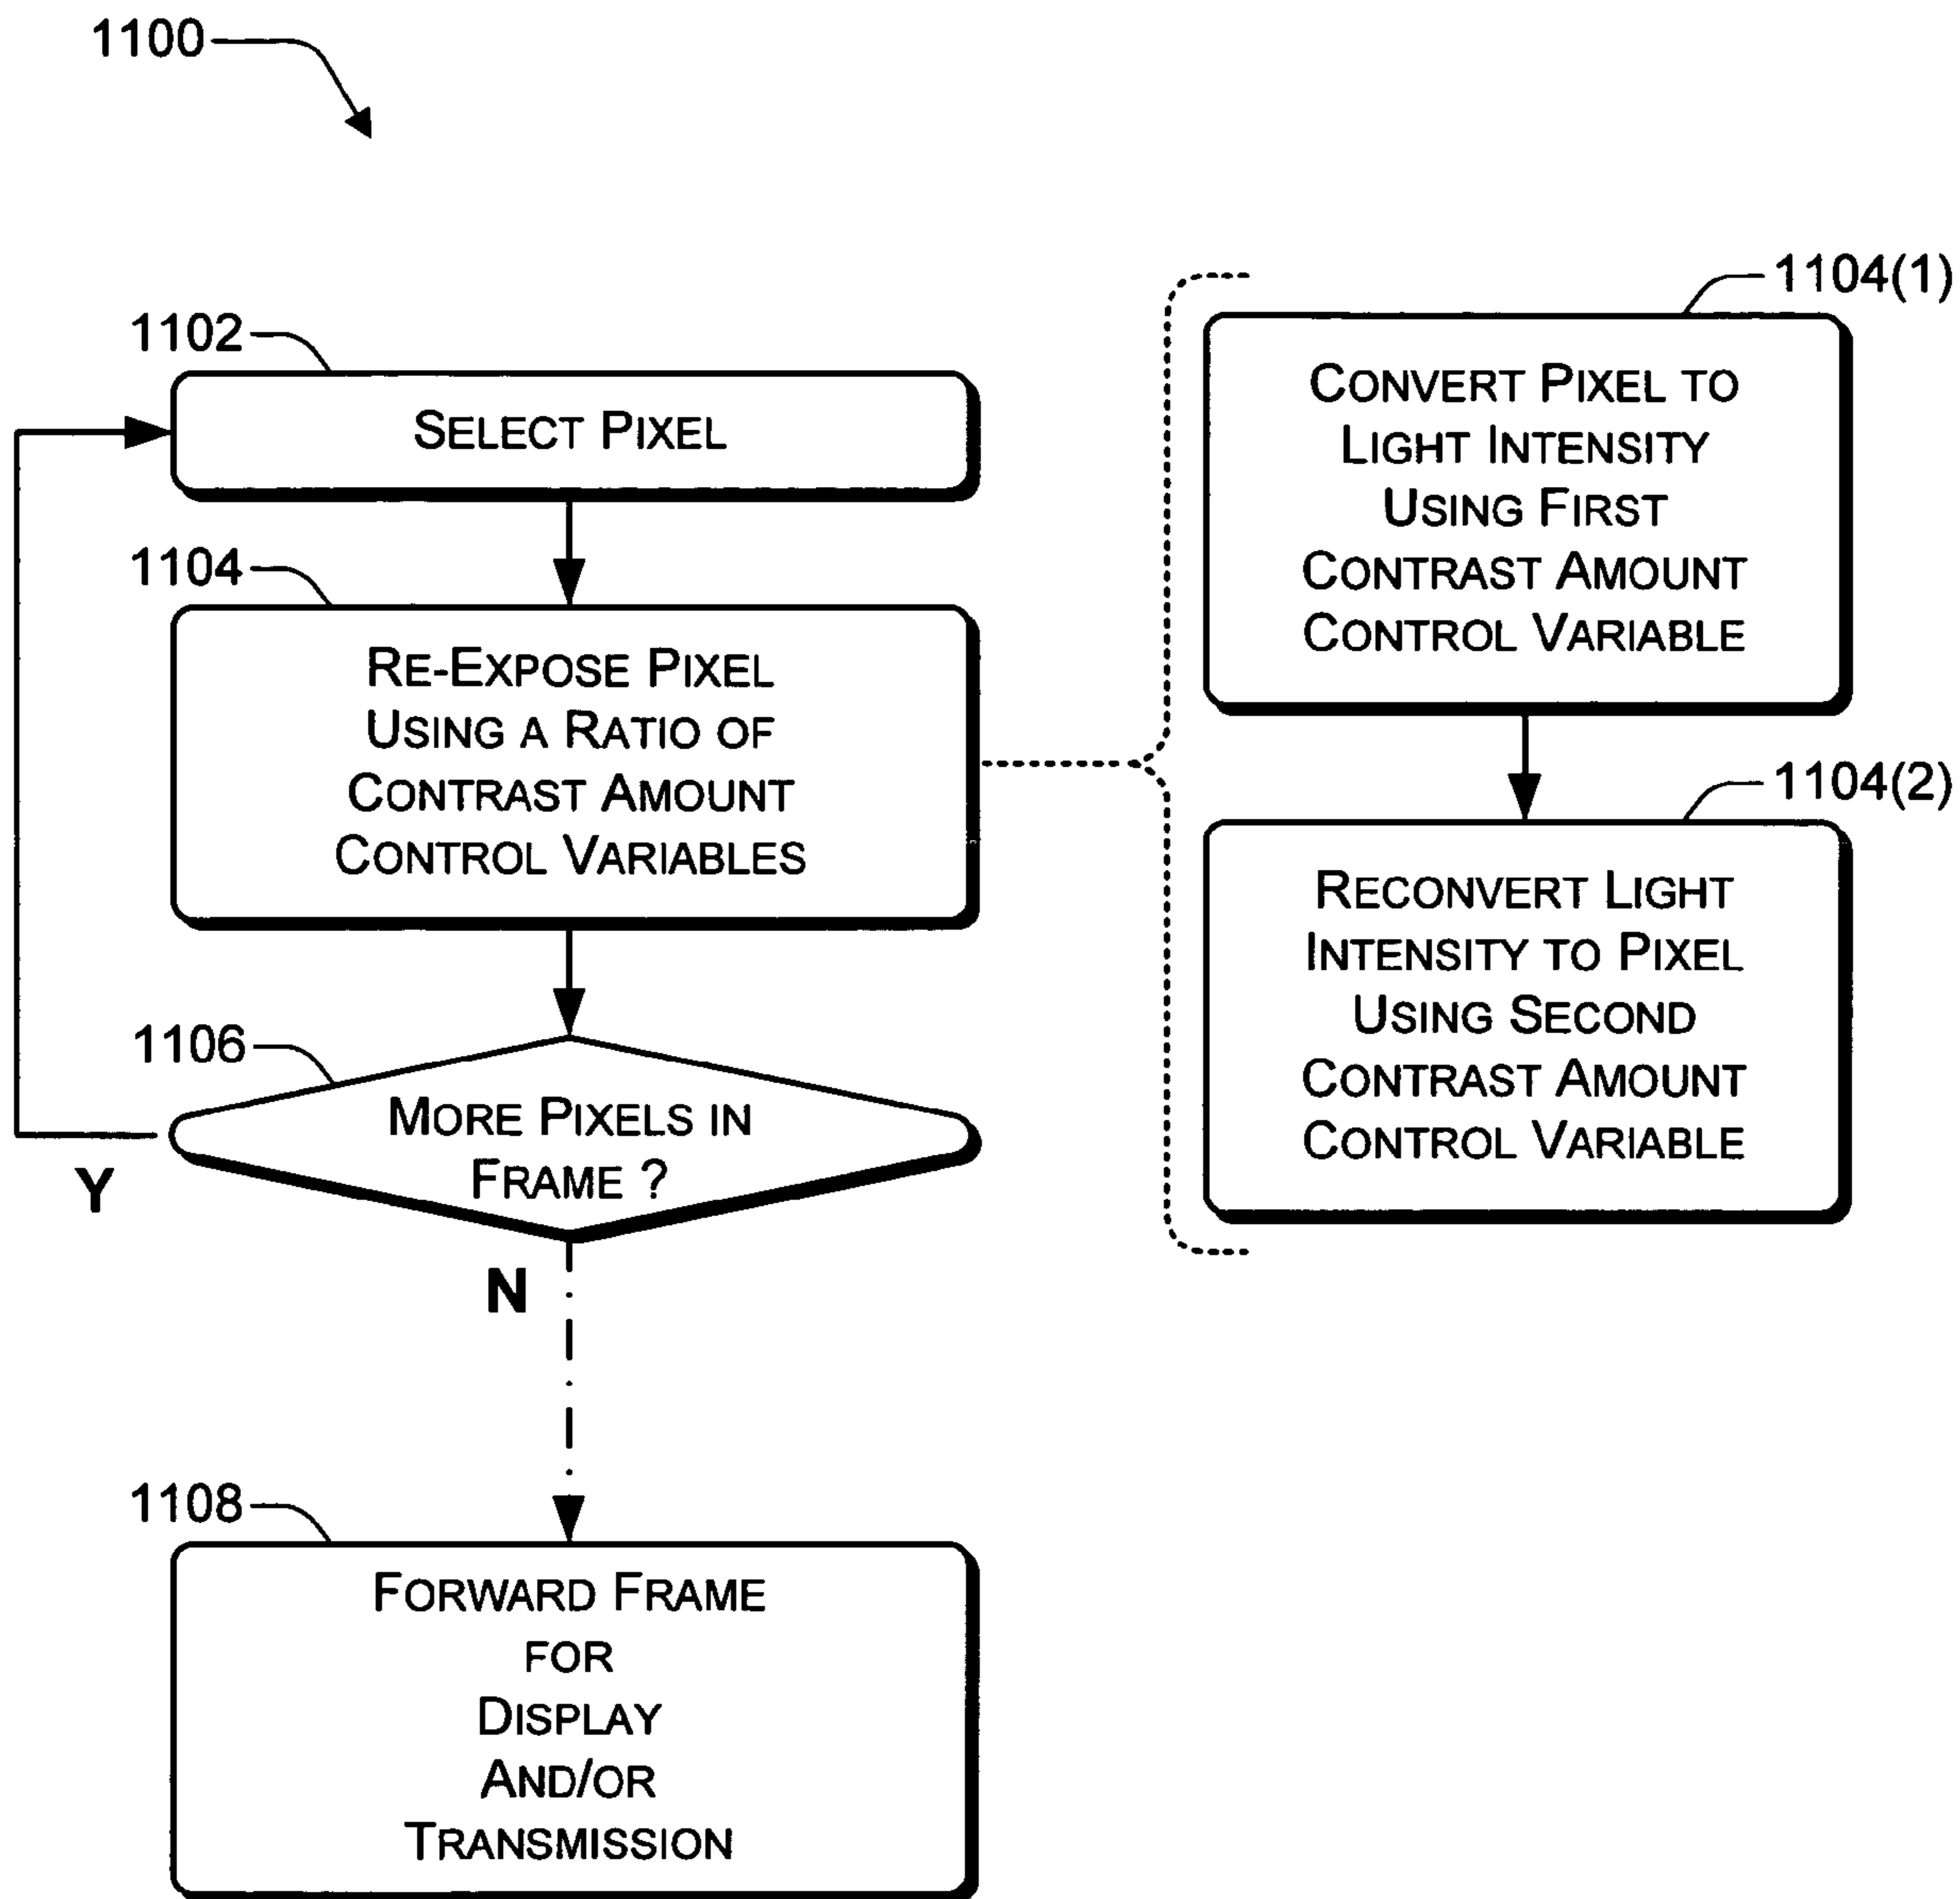 1100
1102
SELECT PIXEL
1104
RE-EXPOSE PIXEL
USING A RATIO OF
CONTRAST AMOUNT
CONTROL VARIABLES
1106
MORE PIXELS IN
FRAME ?
Y
N
1108
FORWARD FRAME
FOR
DISPLAY
AND/OR
TRANSMISSION
1104(1)
CONVERT PIXEL TO
LIGHT INTENSITY
USING FIRST
CONTRAST AMOUNT
CONTROL VARIABLE
1104(2)
RECONVERT LIGHT
INTENSITY TO PIXEL
USING SECOND
CONTRAST AMOUNT
CONTROL VARIABLE